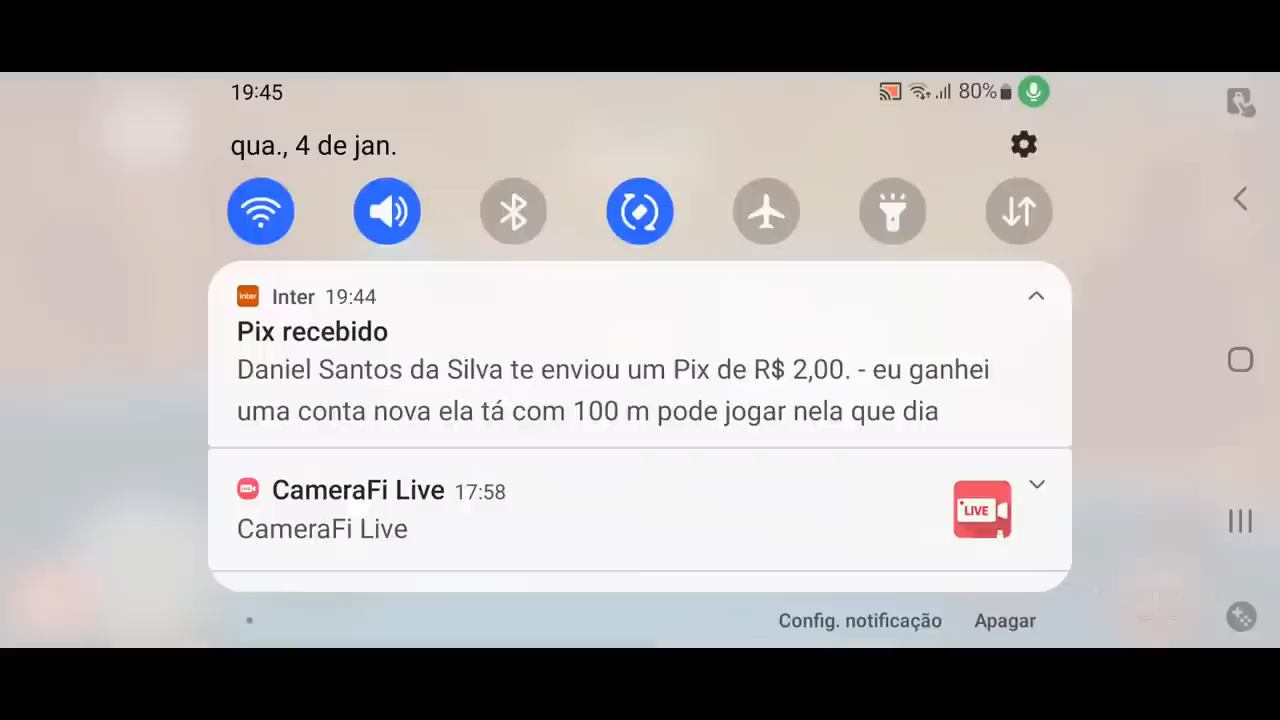 19:45
80%
qua., 4 de jan.
inter
Inter 19:44
Pix recebido
Daniel Santos da Silva te enviou um Pix de R$ 2,00. - eu ganhei
uma conta nova ela tá com 100 m pode jogar nela que dia
CameraFi Live 17:58
LIVE
CameraFi Live
Config. notificação
Apagar